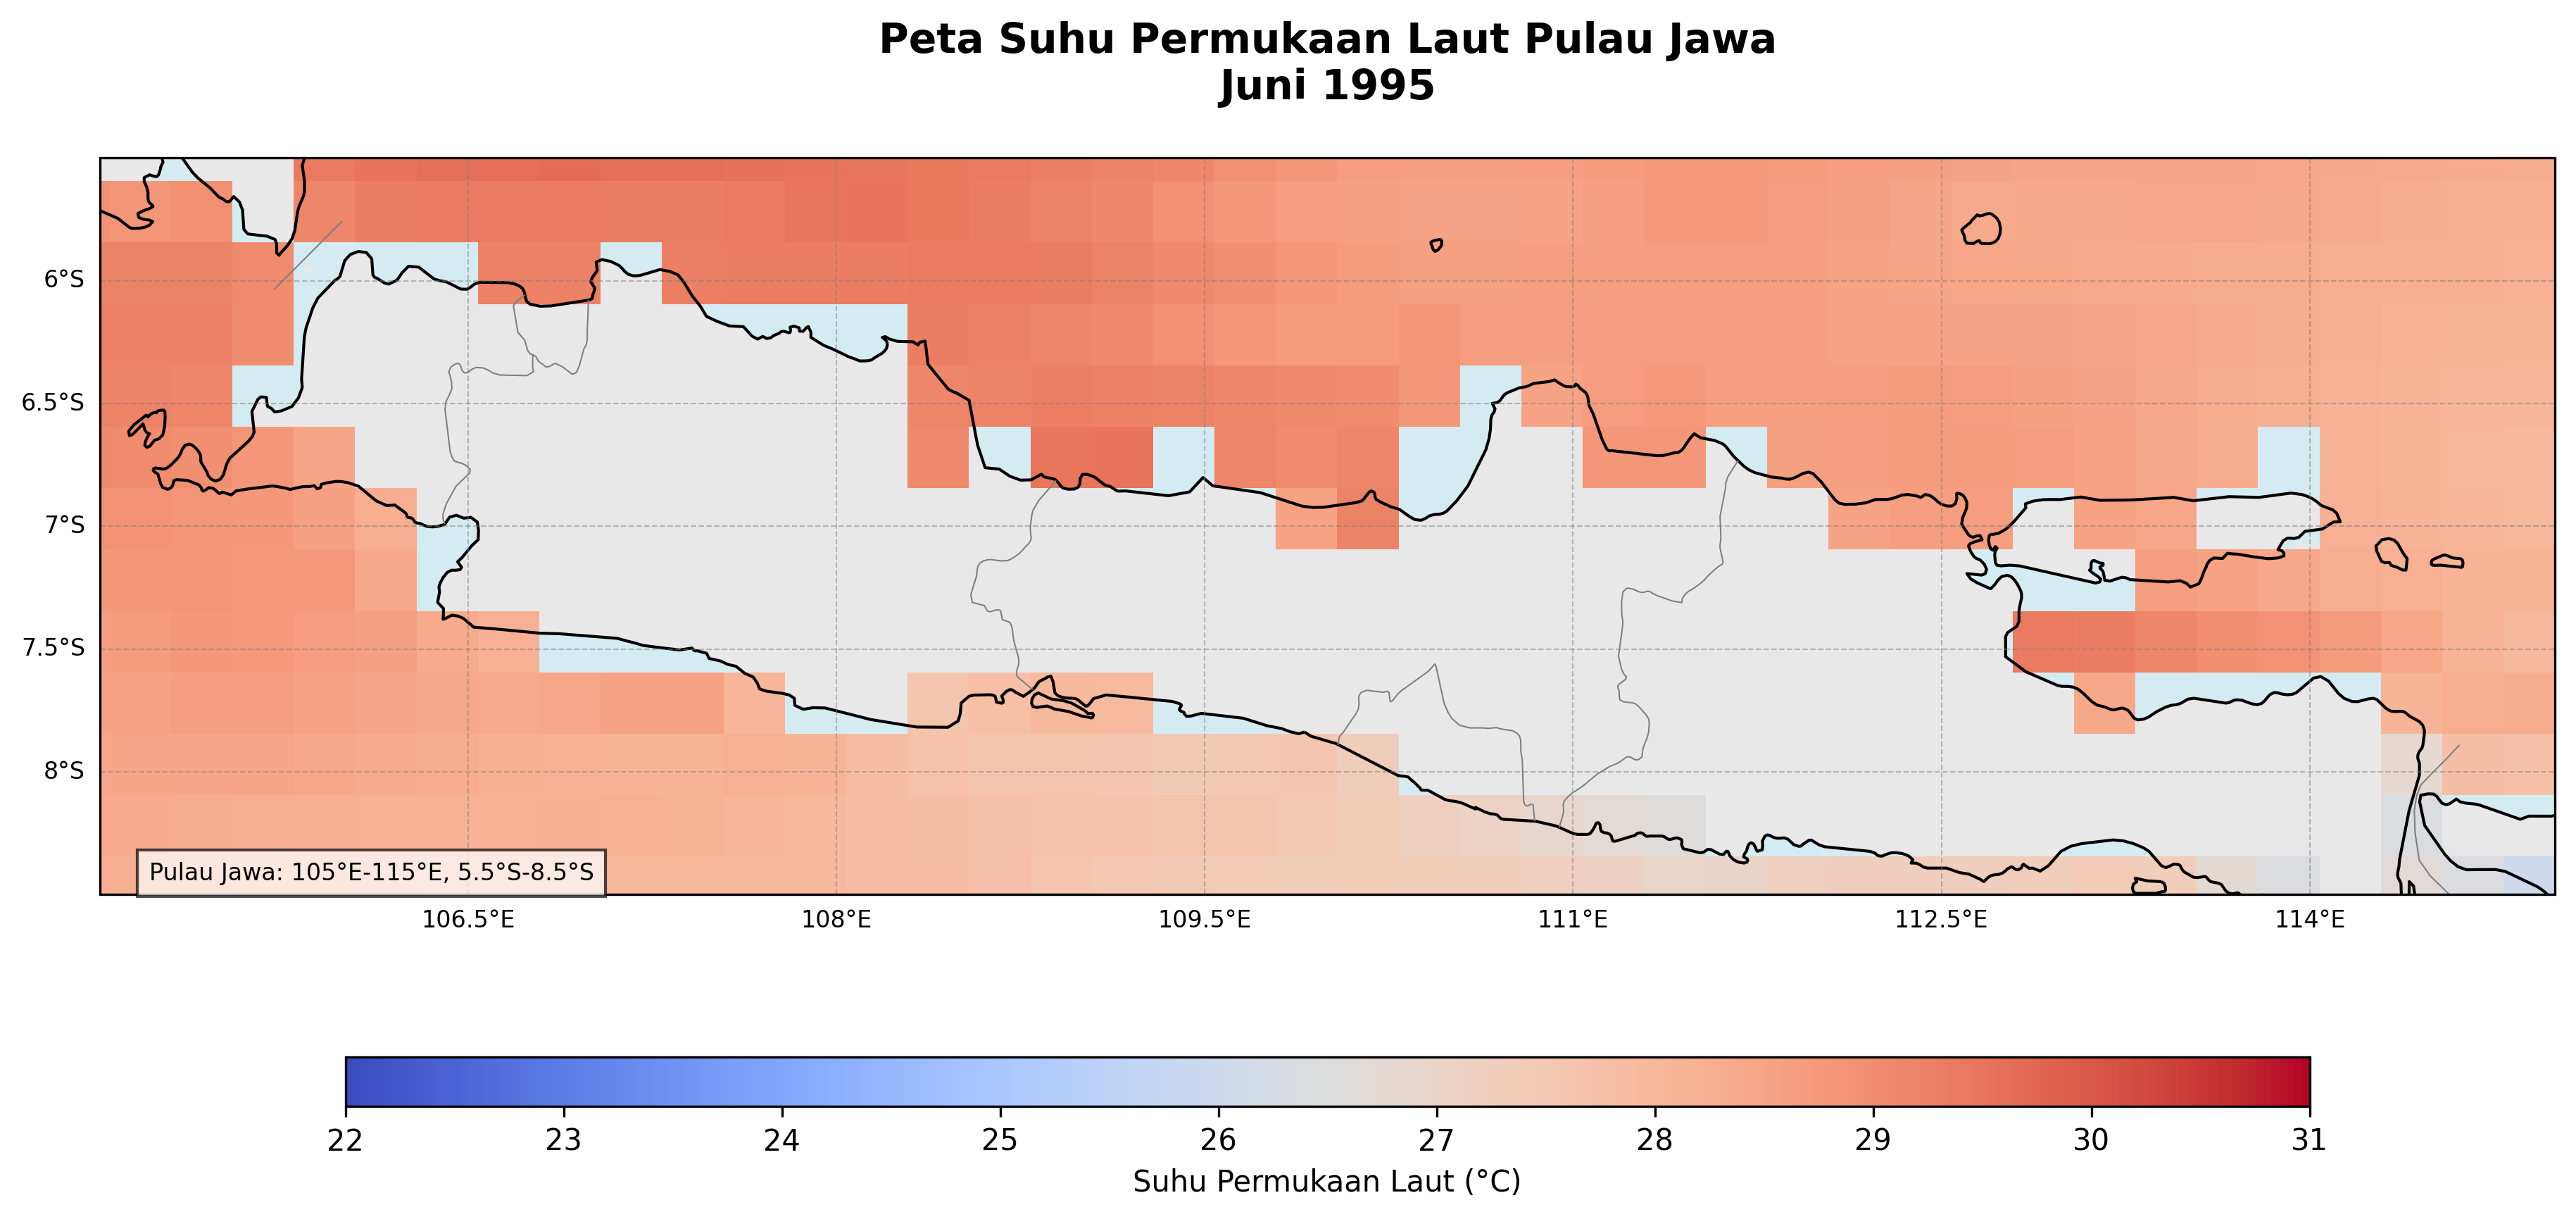 Peta Suhu Permukaan Laut Pulau Jawa
Juni 1995
6°S
6.5°S
7°S
7.5°S
8°S
Pulau Jawa: 105°E-115°E, 5.5°S-8.5°S
106.5°E 108°E 109.5°E 111°E 112.5°E 114°E
22 23 24 25 26 27 28 29 30 31
Suhu Permukaan Laut (°C)